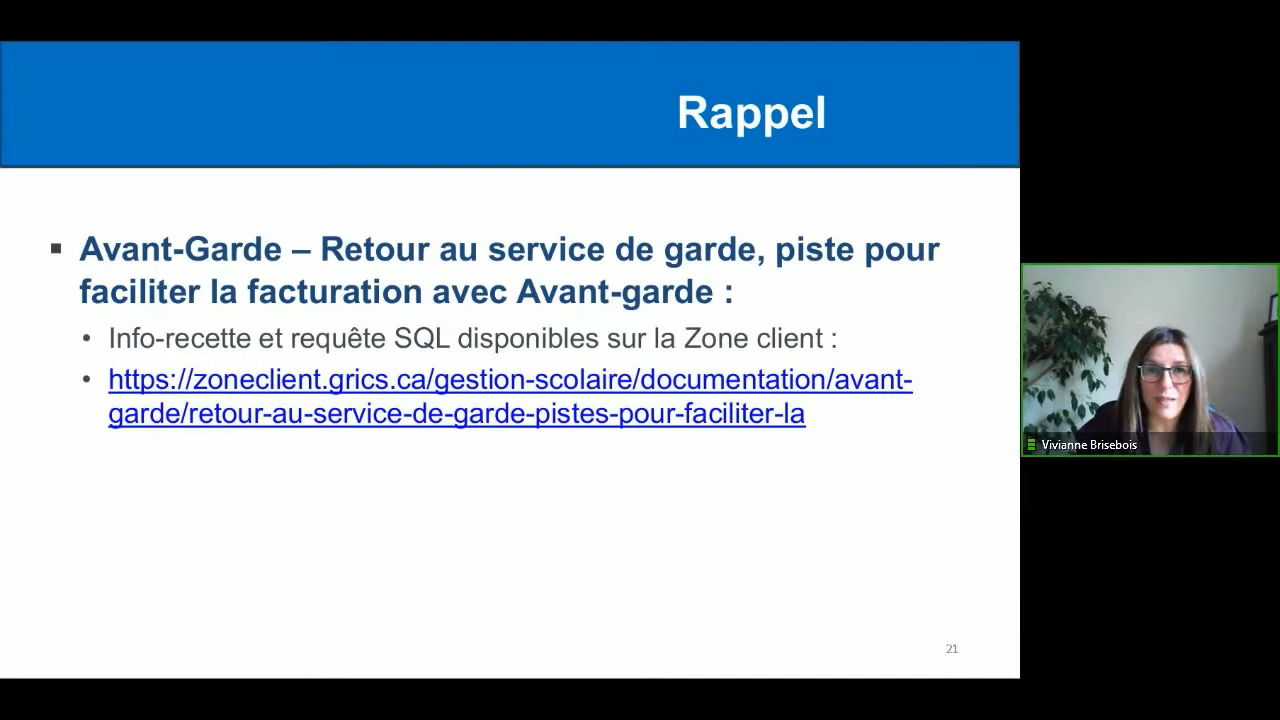 Rappel
▪ Avant-Garde – Retour au service de garde, piste pour
faciliter la facturation avec Avant-garde :
• Info-recette et requête SQL disponibles sur la Zone client :
• https://zoneclient.grics.ca/gestion-scolaire/documentation/avant-
garde/retour-au-service-de-garde-pistes-pour-faciliter-la
Vivianne Brisebois
21